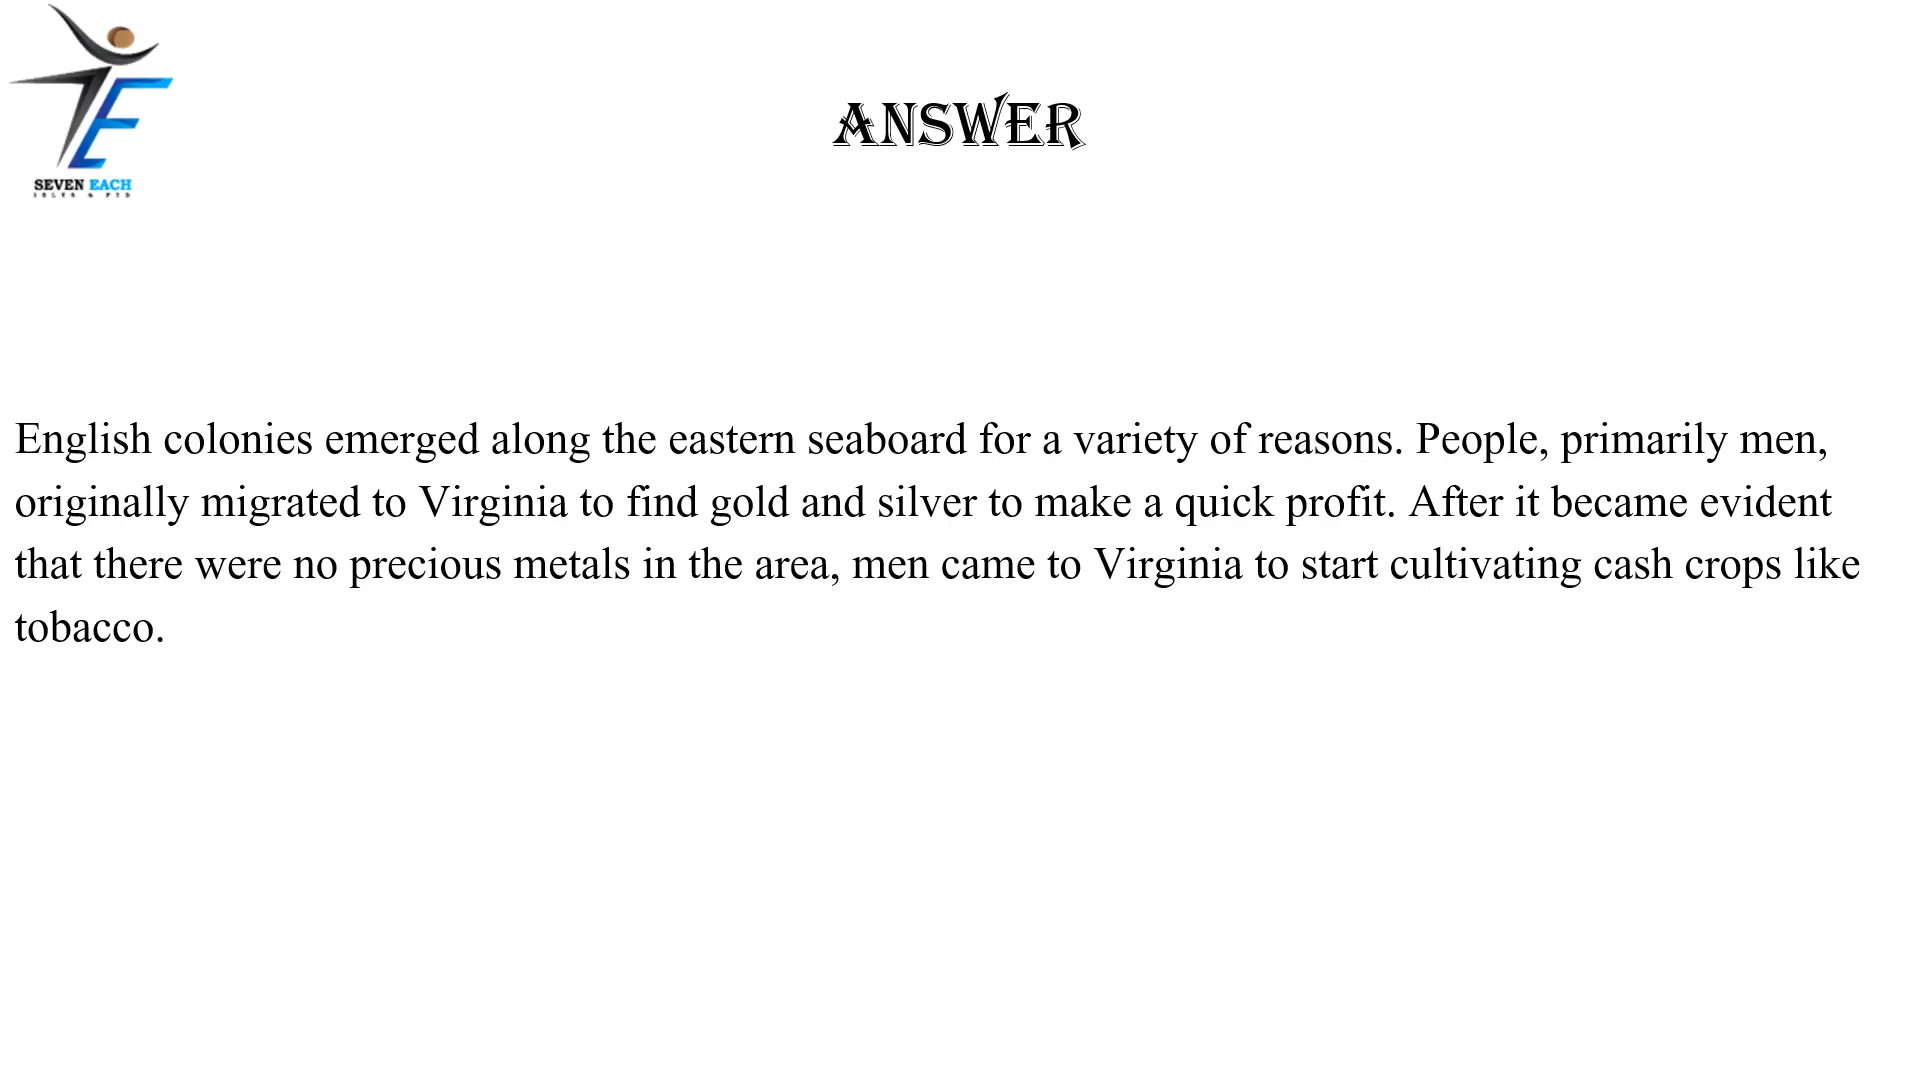 SEVEN EACH
ANSWER
English colonies emerged along the eastern seaboard for a variety of reasons. People, primarily men,
originally migrated to Virginia to find gold and silver to make a quick profit. After it became evident
that there were no precious metals in the area, men came to Virginia to start cultivating cash crops like
tobacco.